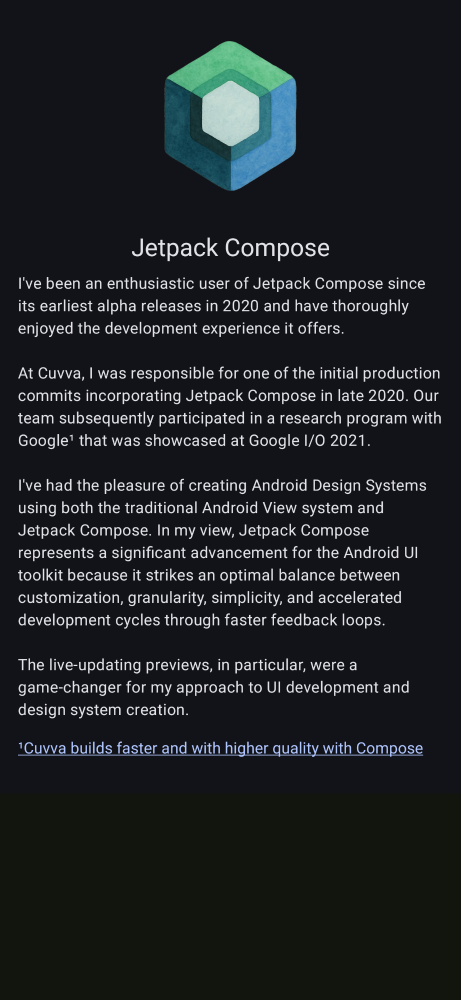 Jetpack Compose
I've been an enthusiastic user of Jetpack Compose since
its earliest alpha releases in 2020 and have thoroughly
enjoyed the development experience it offers.
At Cuvva, I was responsible for one of the initial production
commits incorporating Jetpack Compose in late 2020. Our
team subsequently participated in a research program with
Google¹ that was showcased at Google I/O 2021.
I've had the pleasure of creating Android Design Systems
using both the traditional Android View system and
Jetpack Compose. In my view, Jetpack Compose
represents a significant advancement for the Android UI
toolkit because it strikes an optimal balance between
customization, granularity, simplicity, and accelerated
development cycles through faster feedback loops.
The live-updating previews, in particular, were a
game-changer for my approach to UI development and
design system creation.
¹Cuvva builds faster and with higher quality with Compose